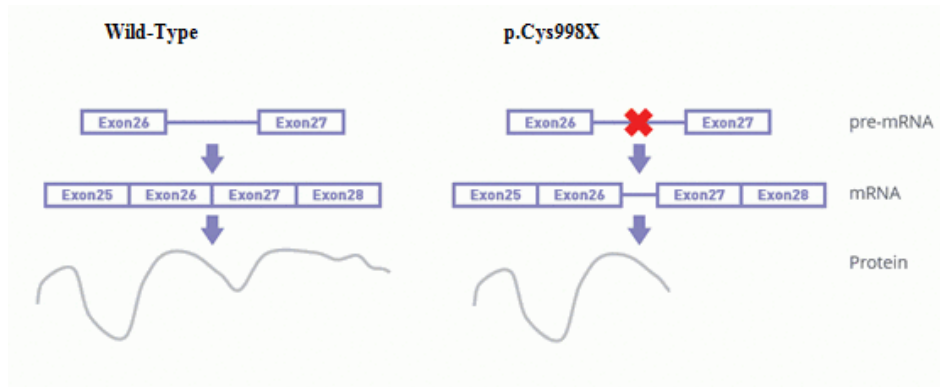 Wild-Type p.Cys998X
Exon26 Exon27 Exon26 Exon27 pre-mRNA
Exon25 Exon26 Exon27 Exon28 Exon25 Exon26 Exon27 Exon28 mRNA
Protein